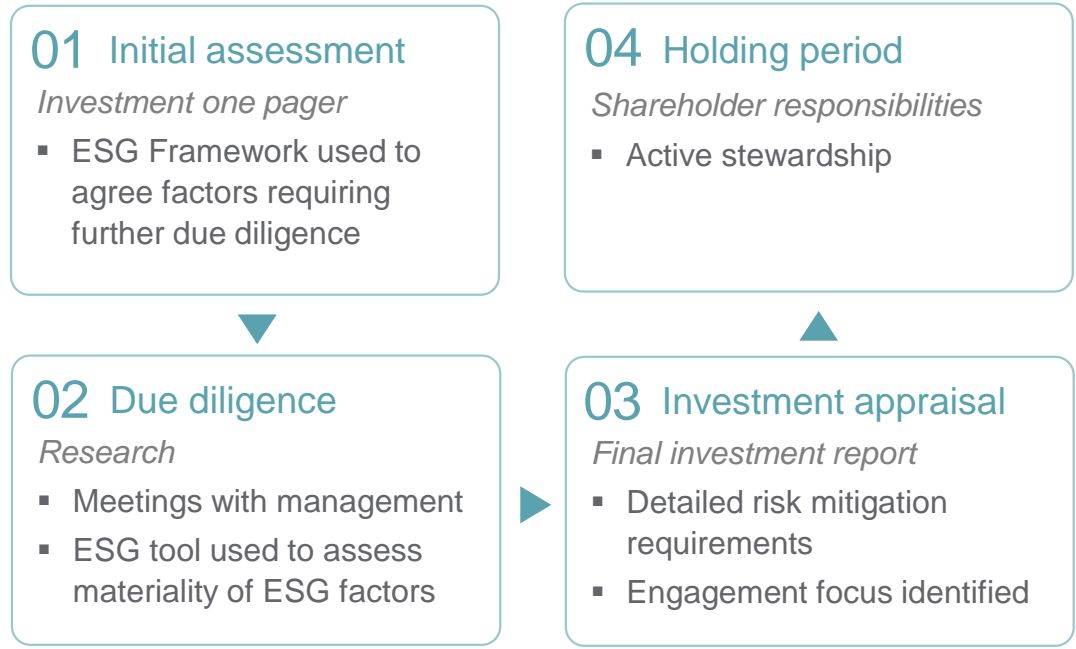 01 Initial assessment
Investment one pager
▪ ESG Framework used to
agree factors requiring
further due diligence
02 Due diligence
Research
▪ Meetings with management
▪ ESG tool used to assess
materiality of ESG factors
03 Investment appraisal
Final investment report
▪ Detailed risk mitigation
requirements
▪ Engagement focus identified
04 Holding period
Shareholder responsibilities
▪ Active stewardship